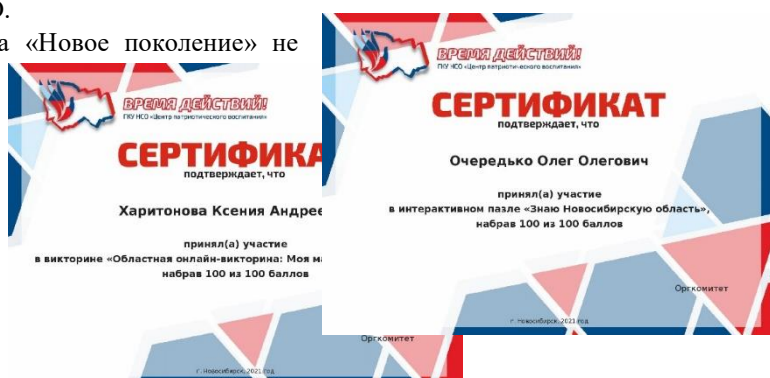 О.
а «Новое поколение» не
ВРЕМЯ ДЕЙСТВИЙ!
ГКУ НСО «Центр патриотического воспитания»
СЕРТИФИКА
подтверждает, что
Харитонова Ксения Андрее
принял(а) участие
в викторине «Областная онлайн-викторина: Моя м
набрав 100 из 100 баллов
Оргкомитет
г. Новосибирск, 2021 год
ВРЕМЯ ДЕЙСТВИЙ!
ГКУ НСО «Центр патриотического воспитания»
СЕРТИФИКАТ
подтверждает, что
Очередько Олег Олегович
принял(а) участие
в интерактивном пазле «Знаю Новосибирскую область»,
набрав 100 из 100 баллов
Оргкомитет
г. Новосибирск, 2021 год